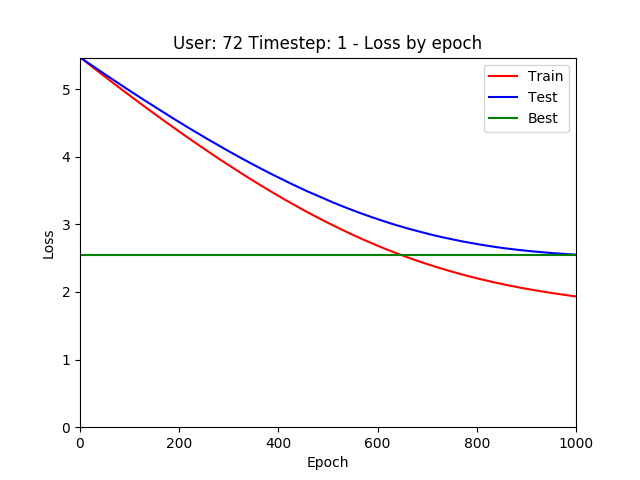 User: 72 Timestep: 1 - Loss by epoch
Train
Test
Best
5
4
3
2
1
0
Loss
0 200 400 600 800 1000
Epoch